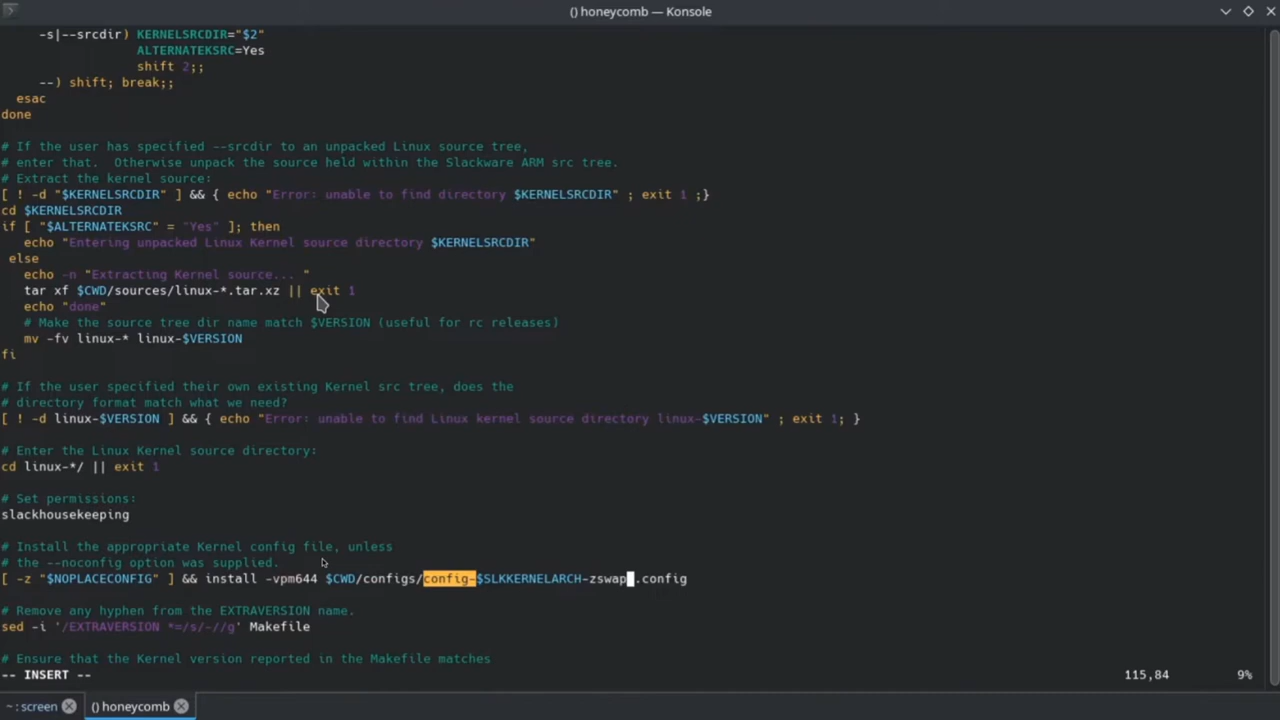 () honeycomb — Konsole
-s|--srcdir) KERNELSRCDIR="$2"
ALTERNATEKSRC=Yes
shift 2;;
--) shift; break;;
esac
done
# If the user has specified --srcdir to an unpacked Linux source tree,
# enter that.  Otherwise unpack the source held within the Slackware ARM src tree.
# Extract the kernel source:
[ ! -d "$KERNELSRCDIR" ] && { echo "Error: unable to find directory $KERNELSRCDIR" ; exit 1 ;}
cd $KERNELSRCDIR
if [ "$ALTERNATEKSRC" = "Yes" ]; then
echo "Entering unpacked Linux Kernel source directory $KERNELSRCDIR"
else
echo -n "Extracting Kernel source... "
tar xf $CWD/sources/linux-*.tar.xz || exit 1
echo "done"
# Make the source tree dir name match $VERSION (useful for rc releases)
mv -fv linux-* linux-$VERSION
fi
# If the user specified their own existing Kernel src tree, does the
# directory format match what we need?
[ ! -d linux-$VERSION ] && { echo "Error: unable to find Linux kernel source directory linux-$VERSION" ; exit 1; }
# Enter the Linux Kernel source directory:
cd linux-*/ || exit 1
# Set permissions:
slackhousekeeping
# Install the appropriate Kernel config file, unless
# the --noconfig option was supplied.
[ -z "$NOPLACECONFIG" ] && install -vpm644 $CWD/configs/config-$SLKKERNELARCH-zswap .config
# Remove any hyphen from the EXTRAVERSION name.
sed -i '/EXTRAVERSION *=/s/-//g' Makefile
# Ensure that the Kernel version reported in the Makefile matches
-- INSERT -- 115,84 9%
~ : screen () honeycomb